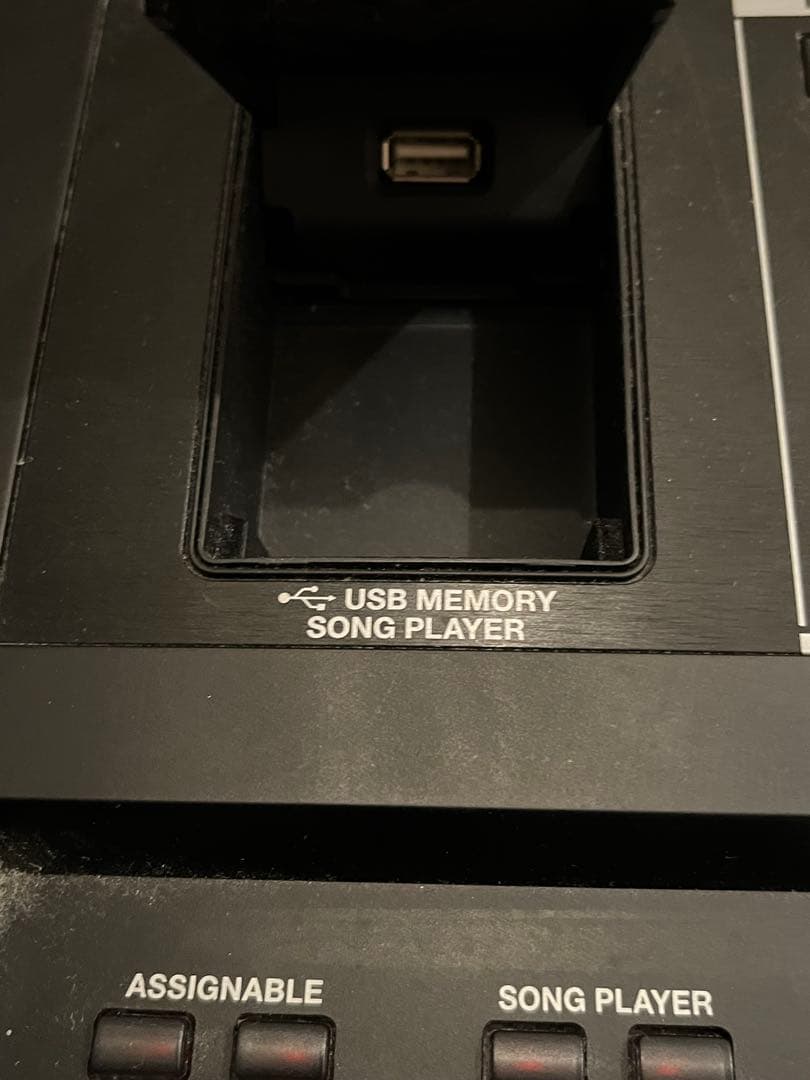 USB MEMORY
SONG PLAYER
ASSIGNABLE
SONG PLAYER